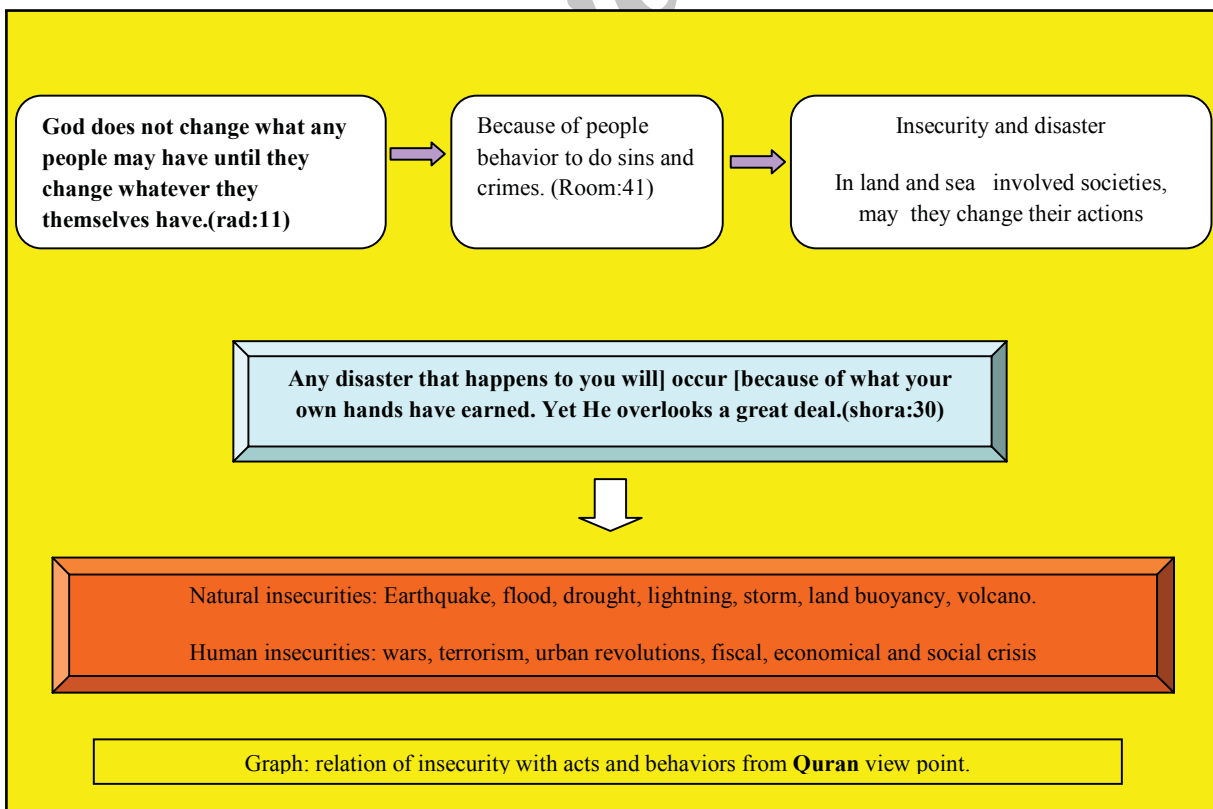 God does not change what any
people may have until they
change whatever they
themselves have.(rad:11)
Because of people
behavior to do sins and
crimes. (Room:41)
Insecurity and disaster
In land and sea involved societies,
may they change their actions
Any disaster that happens to you will] occur [because of what your
own hands have earned. Yet He overlooks a great deal.(shora:30)
Natural insecurities: Earthquake, flood, drought, lightning, storm, land buoyancy, volcano.
Human insecurities: wars, terrorism, urban revolutions, fiscal, economical and social crisis
Graph: relation of insecurity with acts and behaviors from Quran view point.